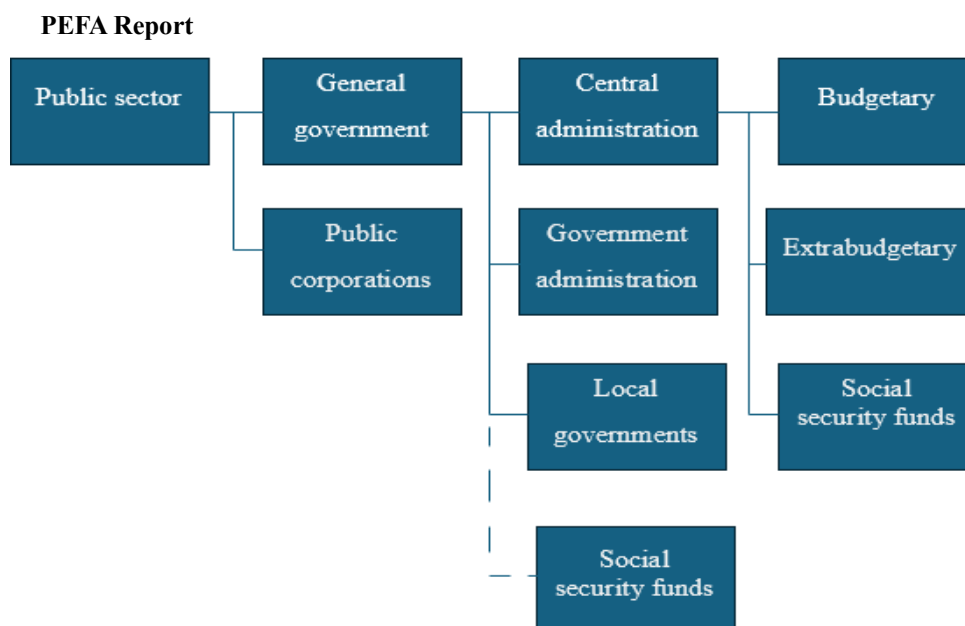 PEFA Report
Public sector
General
government
Central
administration
Budgetary
Public
corporations
Government
administration
Extrabudgetary
Local
governments
Social
security funds
Social
security funds